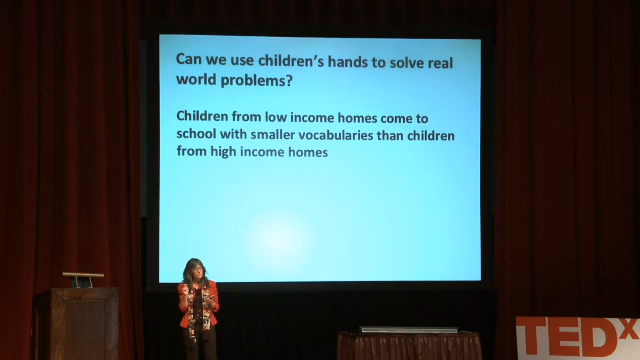 Can we use children's hands to solve real
world problems?
Children from low income homes come to
school with smaller vocabularies than children
from high income homes
TEDx